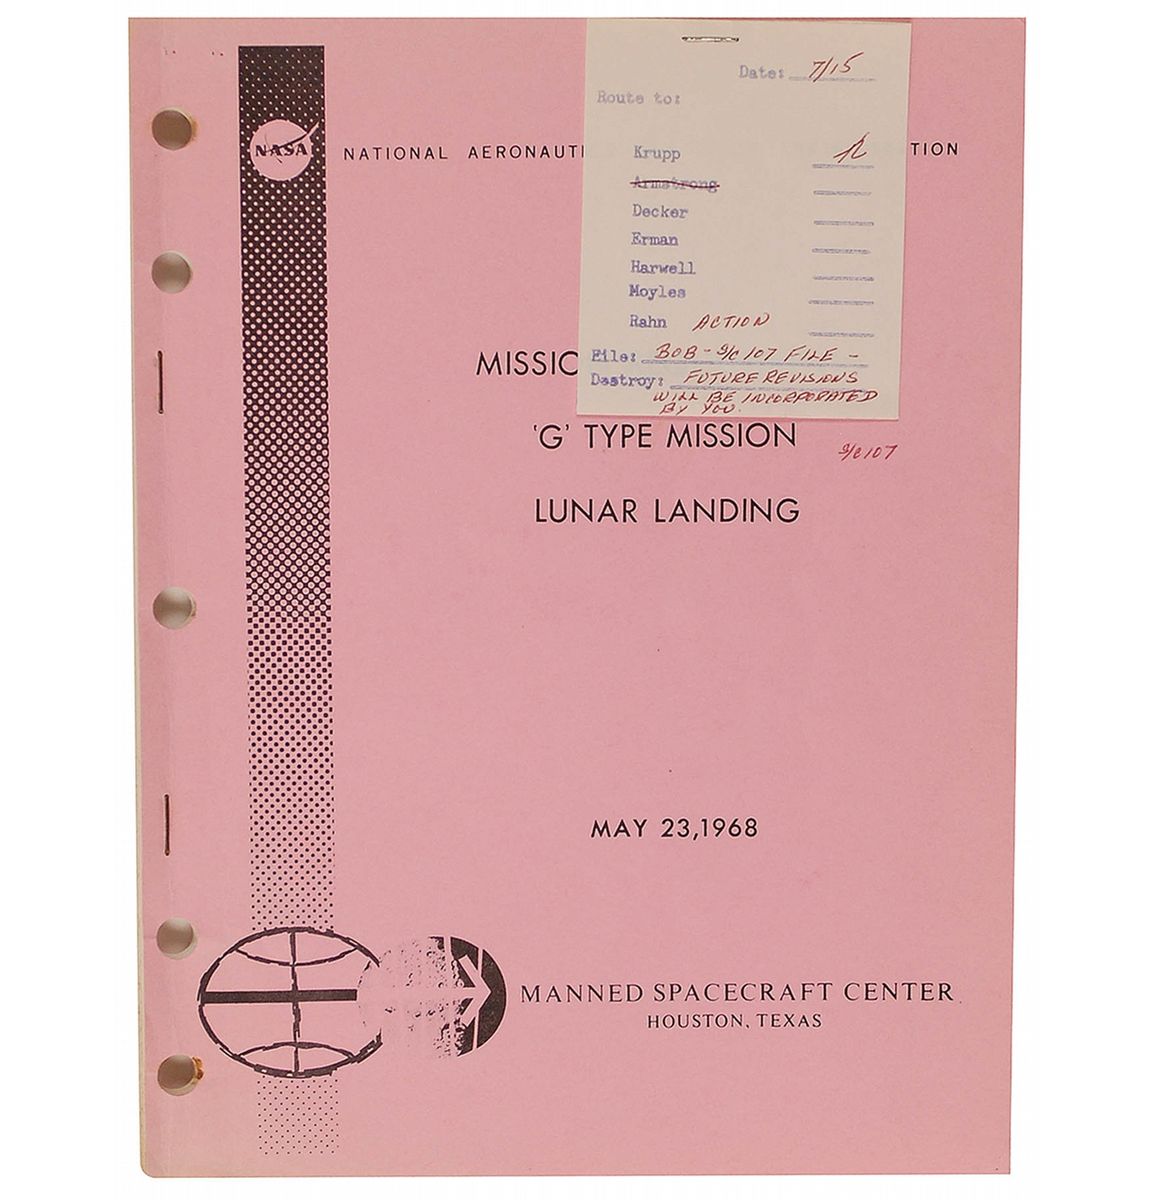 Date: 7/15
Route to:
NASA
NATIONAL AERONAUTI TION
Krupp
Armstrong
Decker
Erman
Harwell
Moyles
Rahn ACTION
File: BOB - S/C 107 FILE -
Destroy: FUTURE REVISIONS
WILL BE INCORPORATED
BY YOU.
MISSIO
'G' TYPE MISSION
S/C 107
LUNAR LANDING
MAY 23, 1968
MANNED SPACECRAFT CENTER
HOUSTON, TEXAS